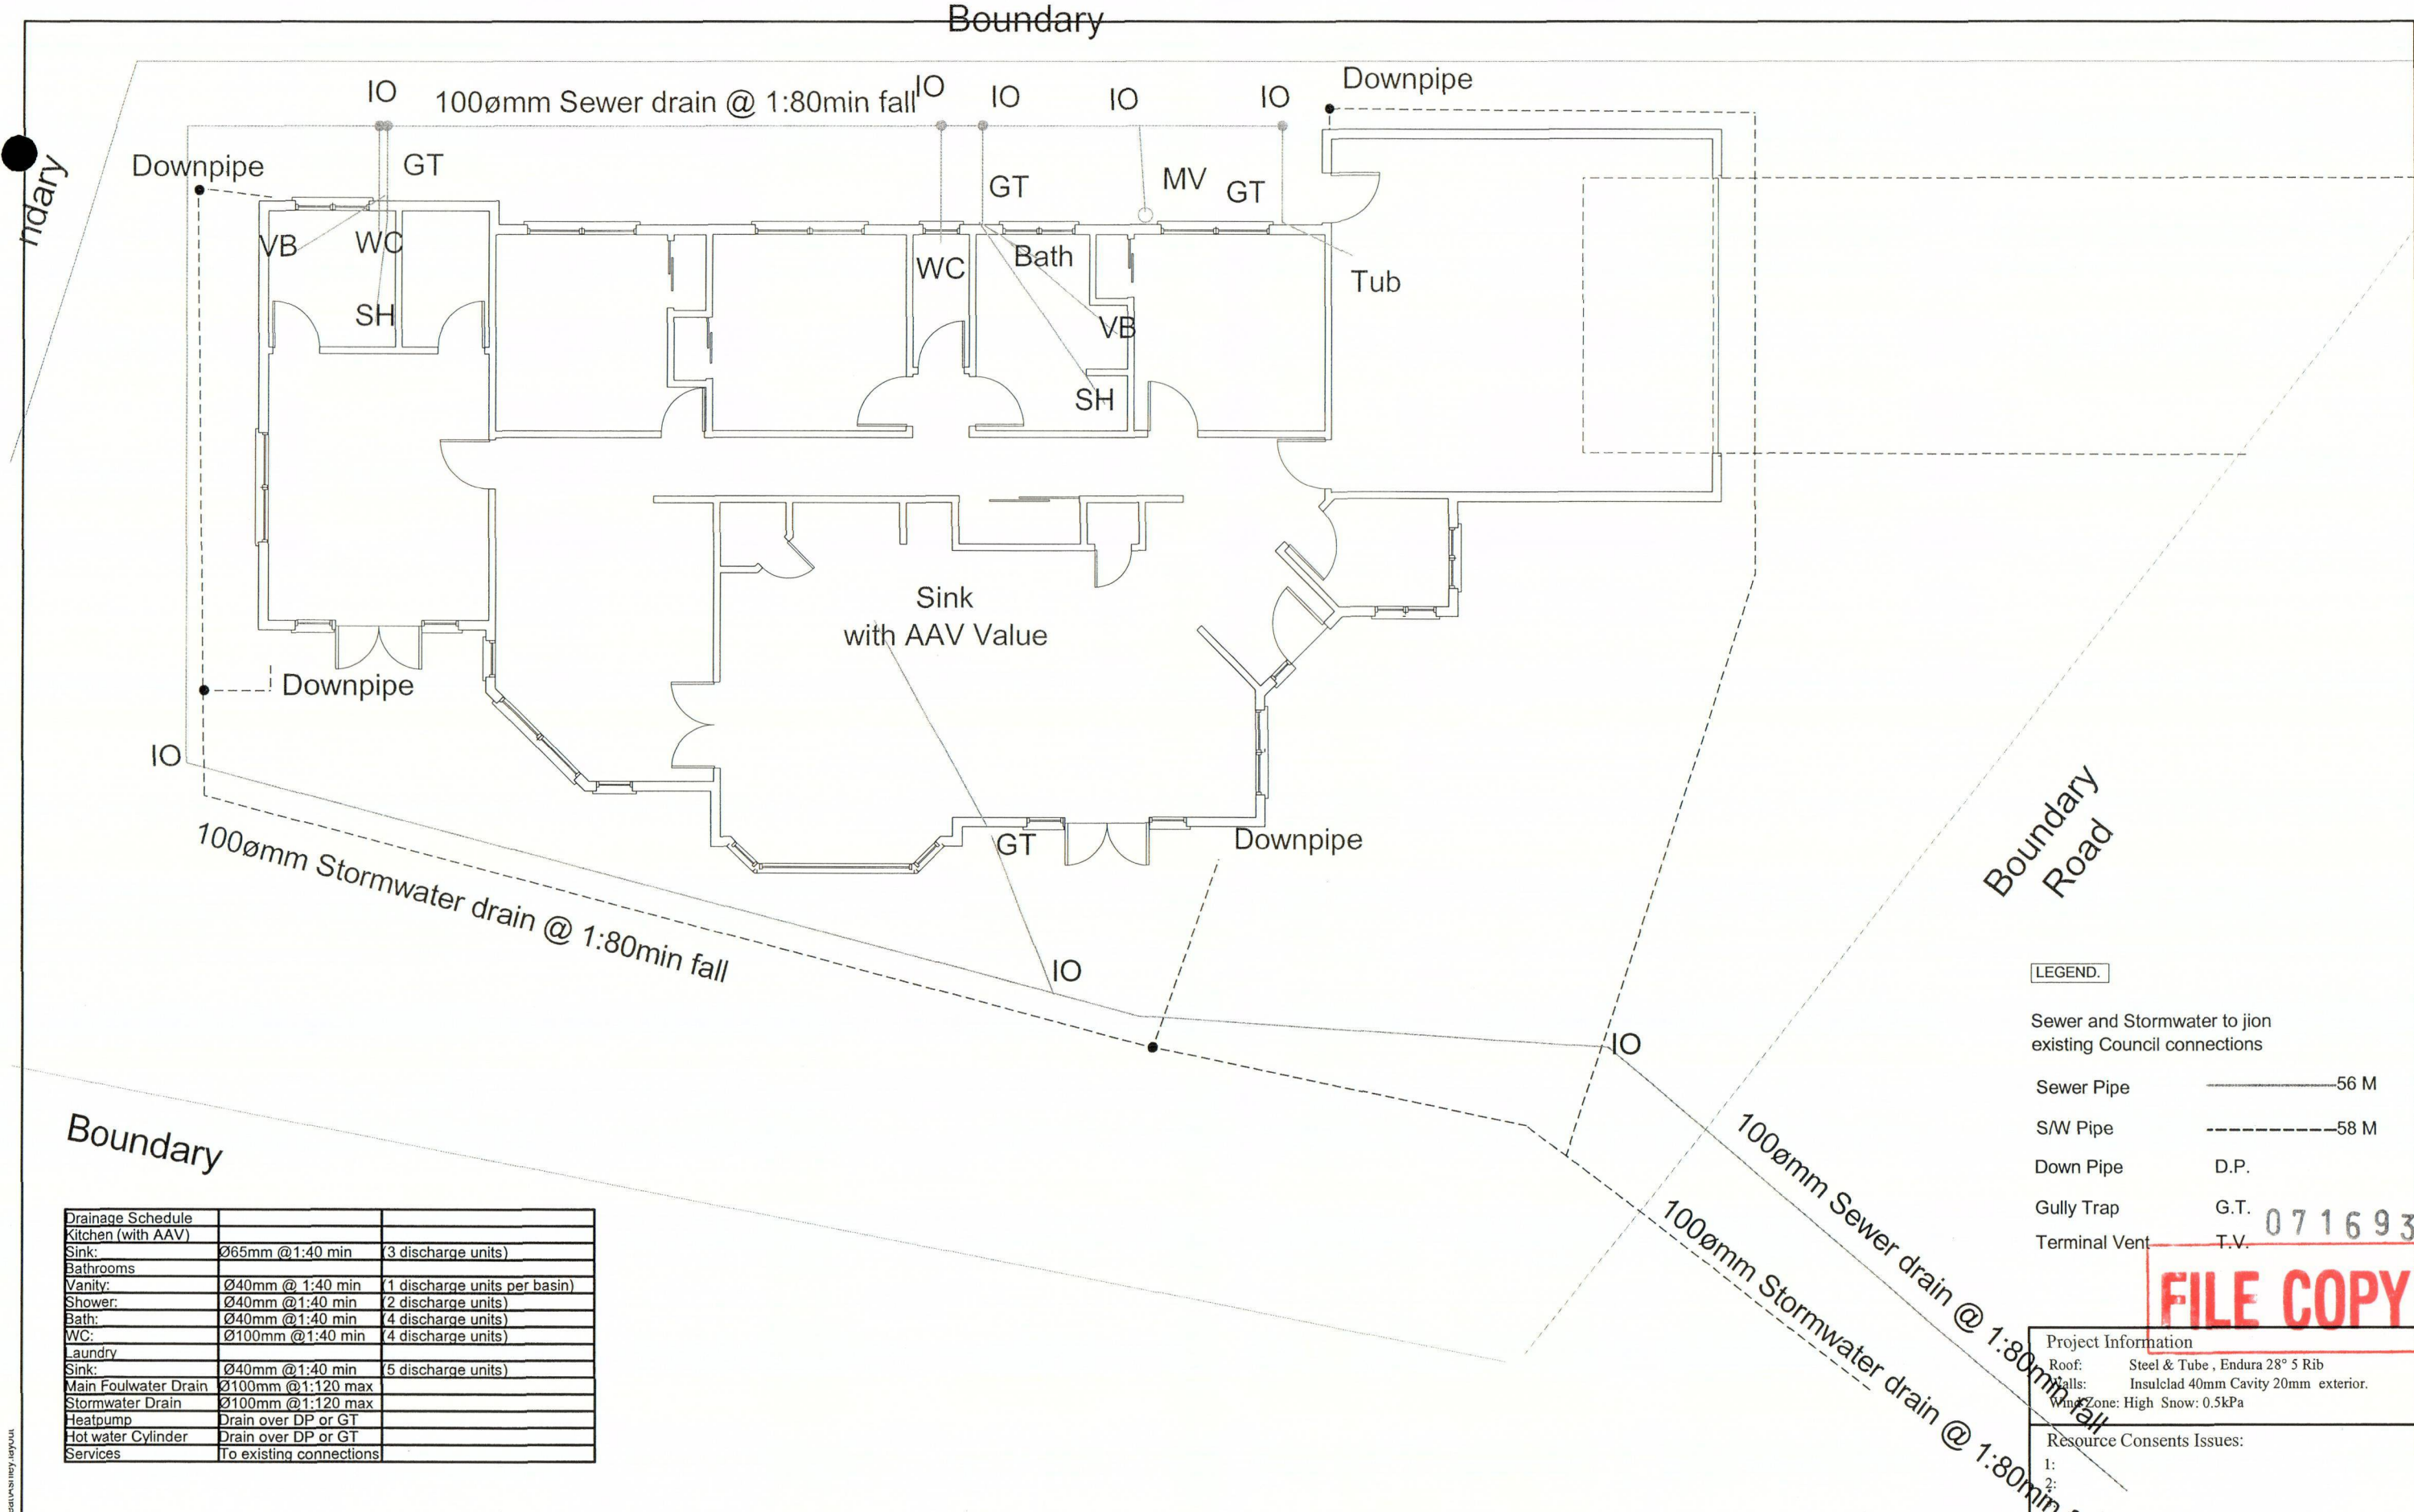 Boundary
IO
100ømm Sewer drain @ 1:80min fall
IO
IO
IO
IO
Downpipe
ndary
Downpipe
GT
GT
MV
GT
VB
WC
WC
Bath
Tub
SH
VB
SH
Sink
with AAV Value
Downpipe
IO
100ømm Stormwater drain @ 1:80min fall
GT
Downpipe
IO
IO
Boundary
Road
Boundary
100ømm Sewer drain @ 1:80min fall
100ømm Stormwater drain @ 1:80min
LEGEND.
Sewer and Stormwater to jion
existing Council connections
Sewer Pipe 56 M
S/W Pipe 58 M
Down Pipe D.P.
Gully Trap G.T.
071693
Terminal Vent T.V.
FILE COPY
Project Information
Roof: Steel & Tube , Endura 28° 5 Rib
Walls: Insulclad 40mm Cavity 20mm exterior.
Wind Zone: High Snow: 0.5kPa
Resource Consents Issues:
1:
2:
Drainage Schedule
Kitchen (with AAV)
Sink: Ø65mm @1:40 min (3 discharge units)
Bathrooms
Vanity: Ø40mm @ 1:40 min (1 discharge units per basin)
Shower: Ø40mm @1:40 min (2 discharge units)
Bath: Ø40mm @1:40 min (4 discharge units)
WC: Ø100mm @1:40 min (4 discharge units)
Laundry
Sink: Ø40mm @1:40 min (5 discharge units)
Main Foulwater Drain Ø100mm @1:120 max
Stormwater Drain Ø100mm @1:120 max
Heatpump Drain over DP or GT
Hot water Cylinder Drain over DP or GT
Services To existing connections